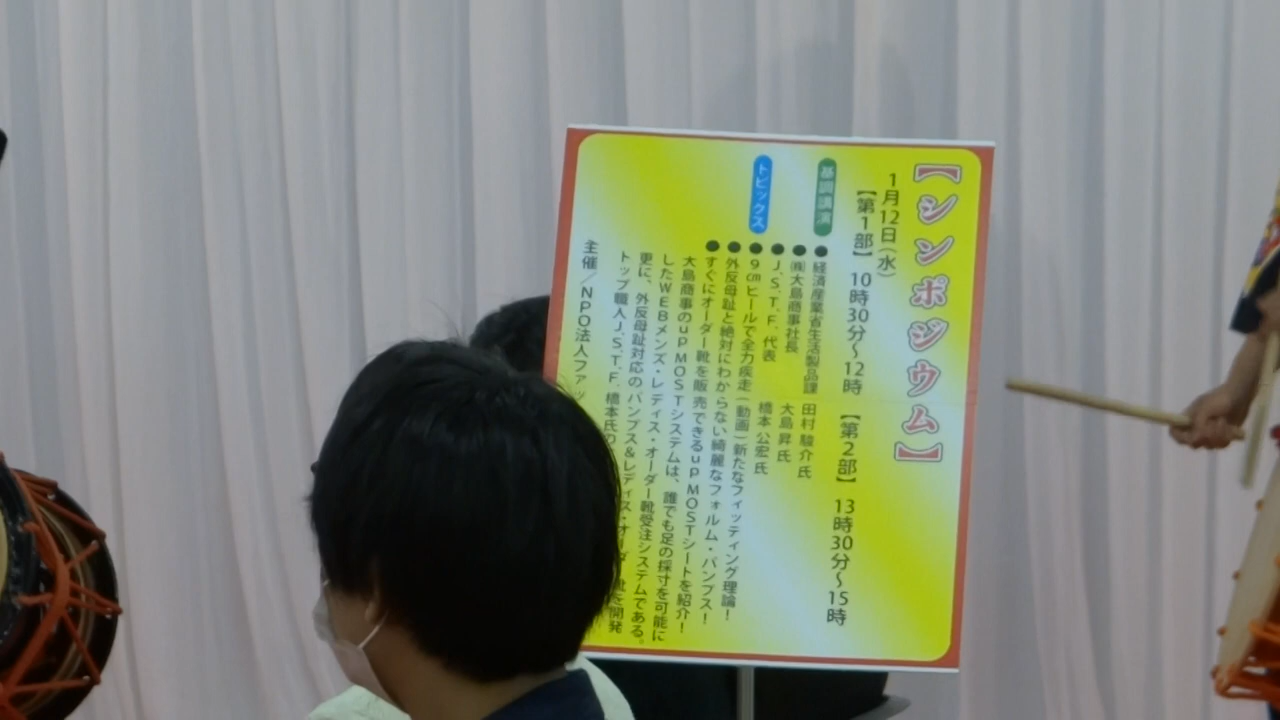 【シンポジウム】
1月12日(水)
【第1部】 10時30分～12時 【第2部】 13時30分～15時
基調講演
●経済産業省生活製品課 田村 駿介 氏
●㈱大島商事社長 大島 昇 氏
●J.S.T.F. 代表 橋本 公宏 氏
トピックス
●9㎝ヒールで全力疾走(動画)新たなフィッティング理論!
●外反母趾と絶対にわからない綺麗なフォルム・パンプス!
●すぐにオーダー靴を販売できるup MOSTシートを紹介!
大島商事のup MOSTシステムは、誰でも足の採寸を可能に
したWEBメンズ・レディス・オーダー靴受注システムである。
更に、外反母趾対応のパンプス&レディス・オーダー靴を開発
トップ職人J.S.T.F. 橋本氏の
主催/NPO法人ファッ